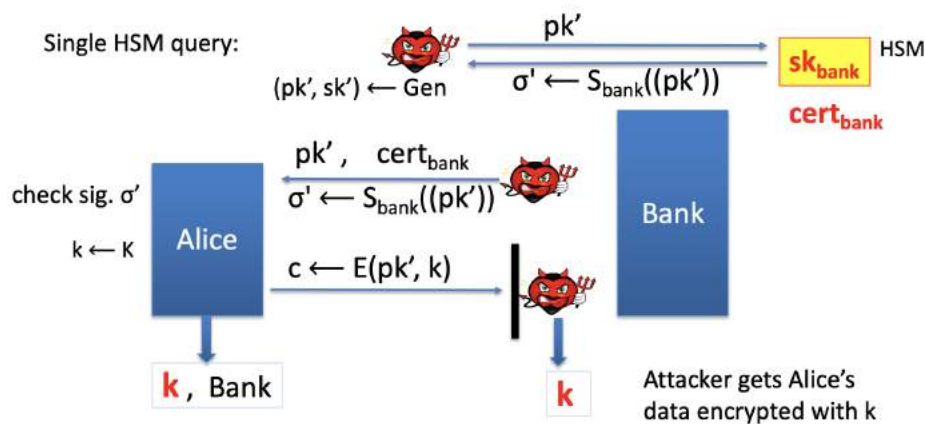 Single HSM query:
pk’
HSM
sk_bank
(pk’, sk’) ← Gen
σ' ← S_bank((pk’))
cert_bank
pk’ , cert_bank
check sig. σ’
σ' ← S_bank((pk’))
Bank
Alice
k ← K
c ← E(pk’, k)
k , Bank
k
Attacker gets Alice’s
data encrypted with k